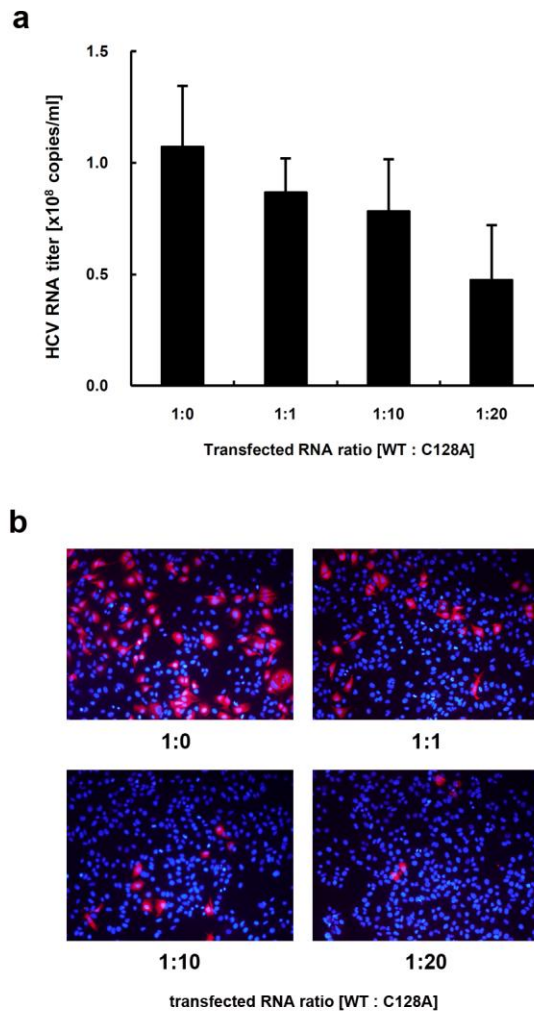 a
HCV RNA titer [x10⁸ copies/ml]
1.5
1.0
0.5
0.0
1:0 1:1 1:10 1:20
Transfected RNA ratio [WT : C128A]
b
1:0 1:1
1:10 1:20
transfected RNA ratio [WT : C128A]